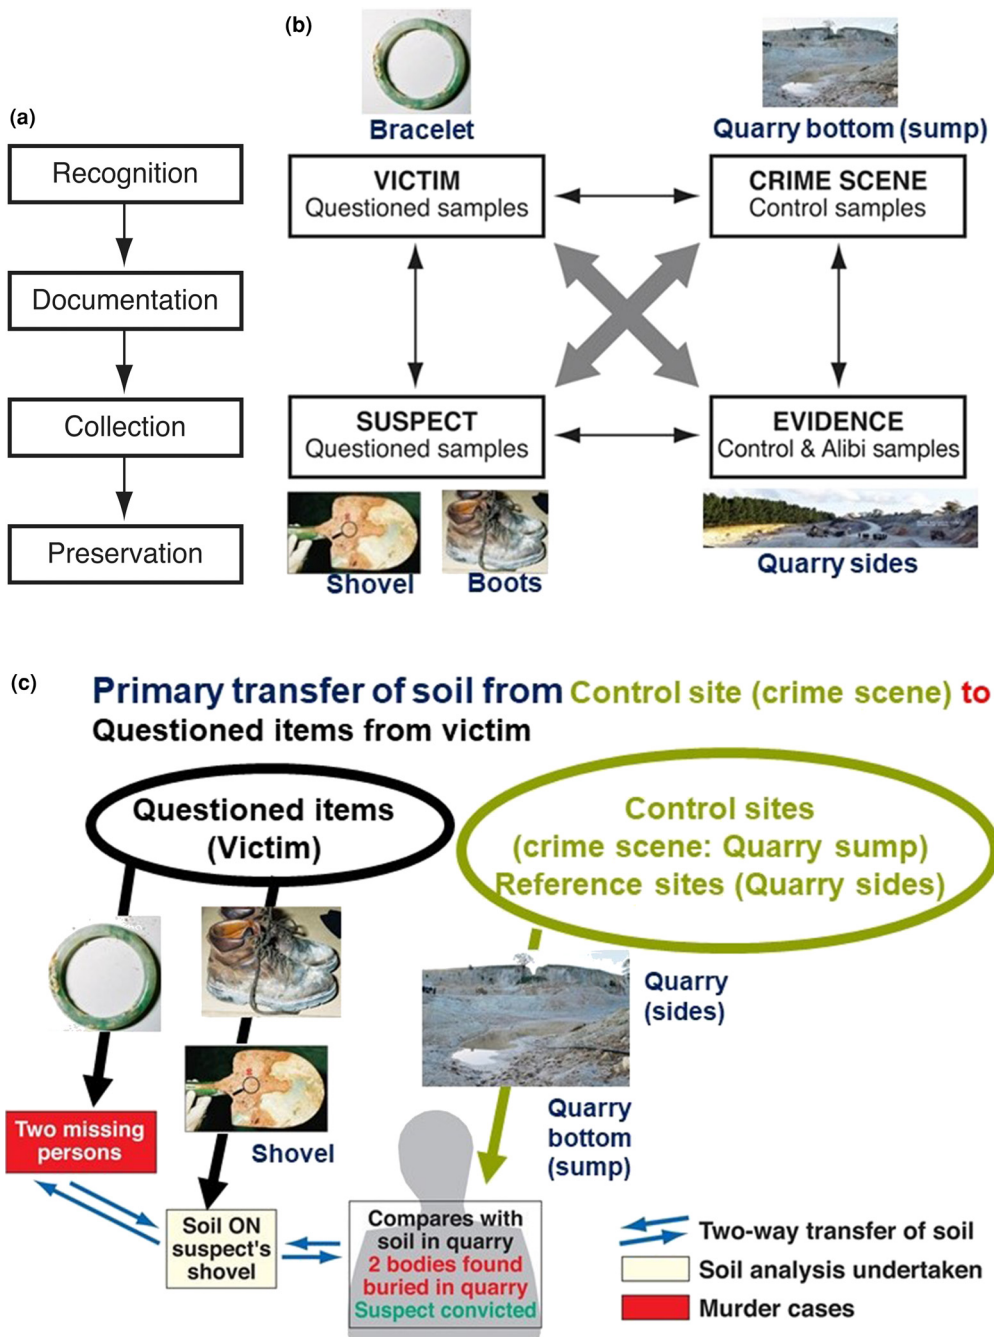 (a)
Recognition
Documentation
Collection
Preservation
(b)
Bracelet
Quarry bottom (sump)
VICTIM
Questioned samples
CRIME SCENE
Control samples
SUSPECT
Questioned samples
EVIDENCE
Control & Alibi samples
Shovel
Boots
Quarry sides
(c)
Primary transfer of soil from Control site (crime scene) to
Questioned items from victim
Questioned items
(Victim)
Control sites
(crime scene: Quarry sump)
Reference sites (Quarry sides)
Quarry
(sides)
Quarry
bottom
(sump)
Shovel
Two missing
persons
Soil ON
suspect's
shovel
Compares with
soil in quarry
2 bodies found
buried in quarry
Suspect convicted
Two-way transfer of soil
Soil analysis undertaken
Murder cases